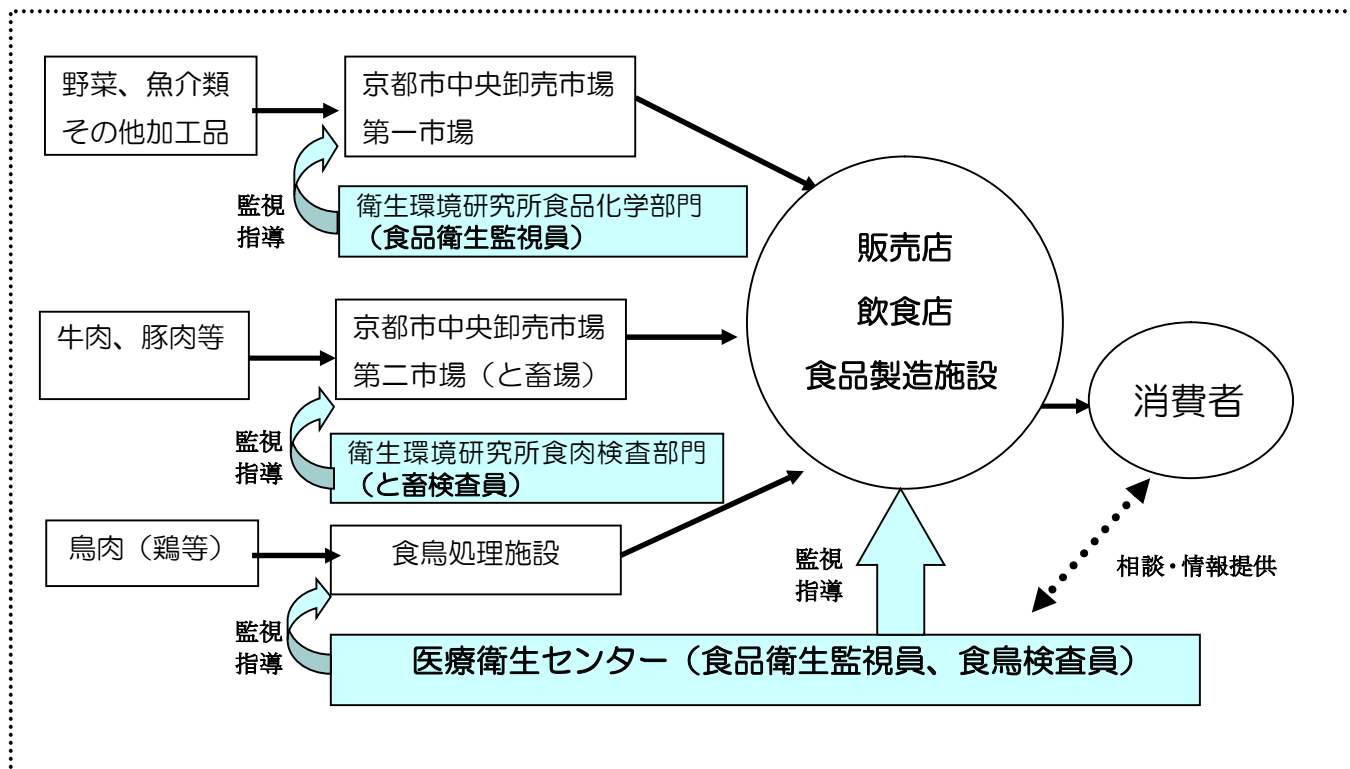 野菜、魚介類
その他加工品
京都市中央卸売市場
第一市場
監視
指導
衛生環境研究所食品化学部門
（食品衛生監視員）
牛肉、豚肉等
京都市中央卸売市場
第二市場（と畜場）
監視
指導
衛生環境研究所食肉検査部門
（と畜検査員）
鳥肉（鶏等）
食鳥処理施設
監視
指導
医療衛生センター（食品衛生監視員、食鳥検査員）
販売店
飲食店
食品製造施設
監視
指導
消費者
相談・情報提供